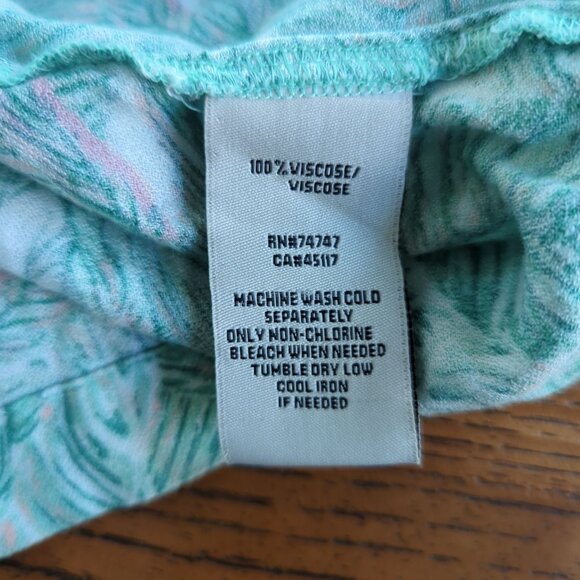 100% VISCOSE/
VISCOSE
RN#74747
CA#45117
MACHINE WASH COLD
SEPARATELY
ONLY NON-CHLORINE
BLEACH WHEN NEEDED
TUMBLE DRY LOW
COOL IRON
IF NEEDED